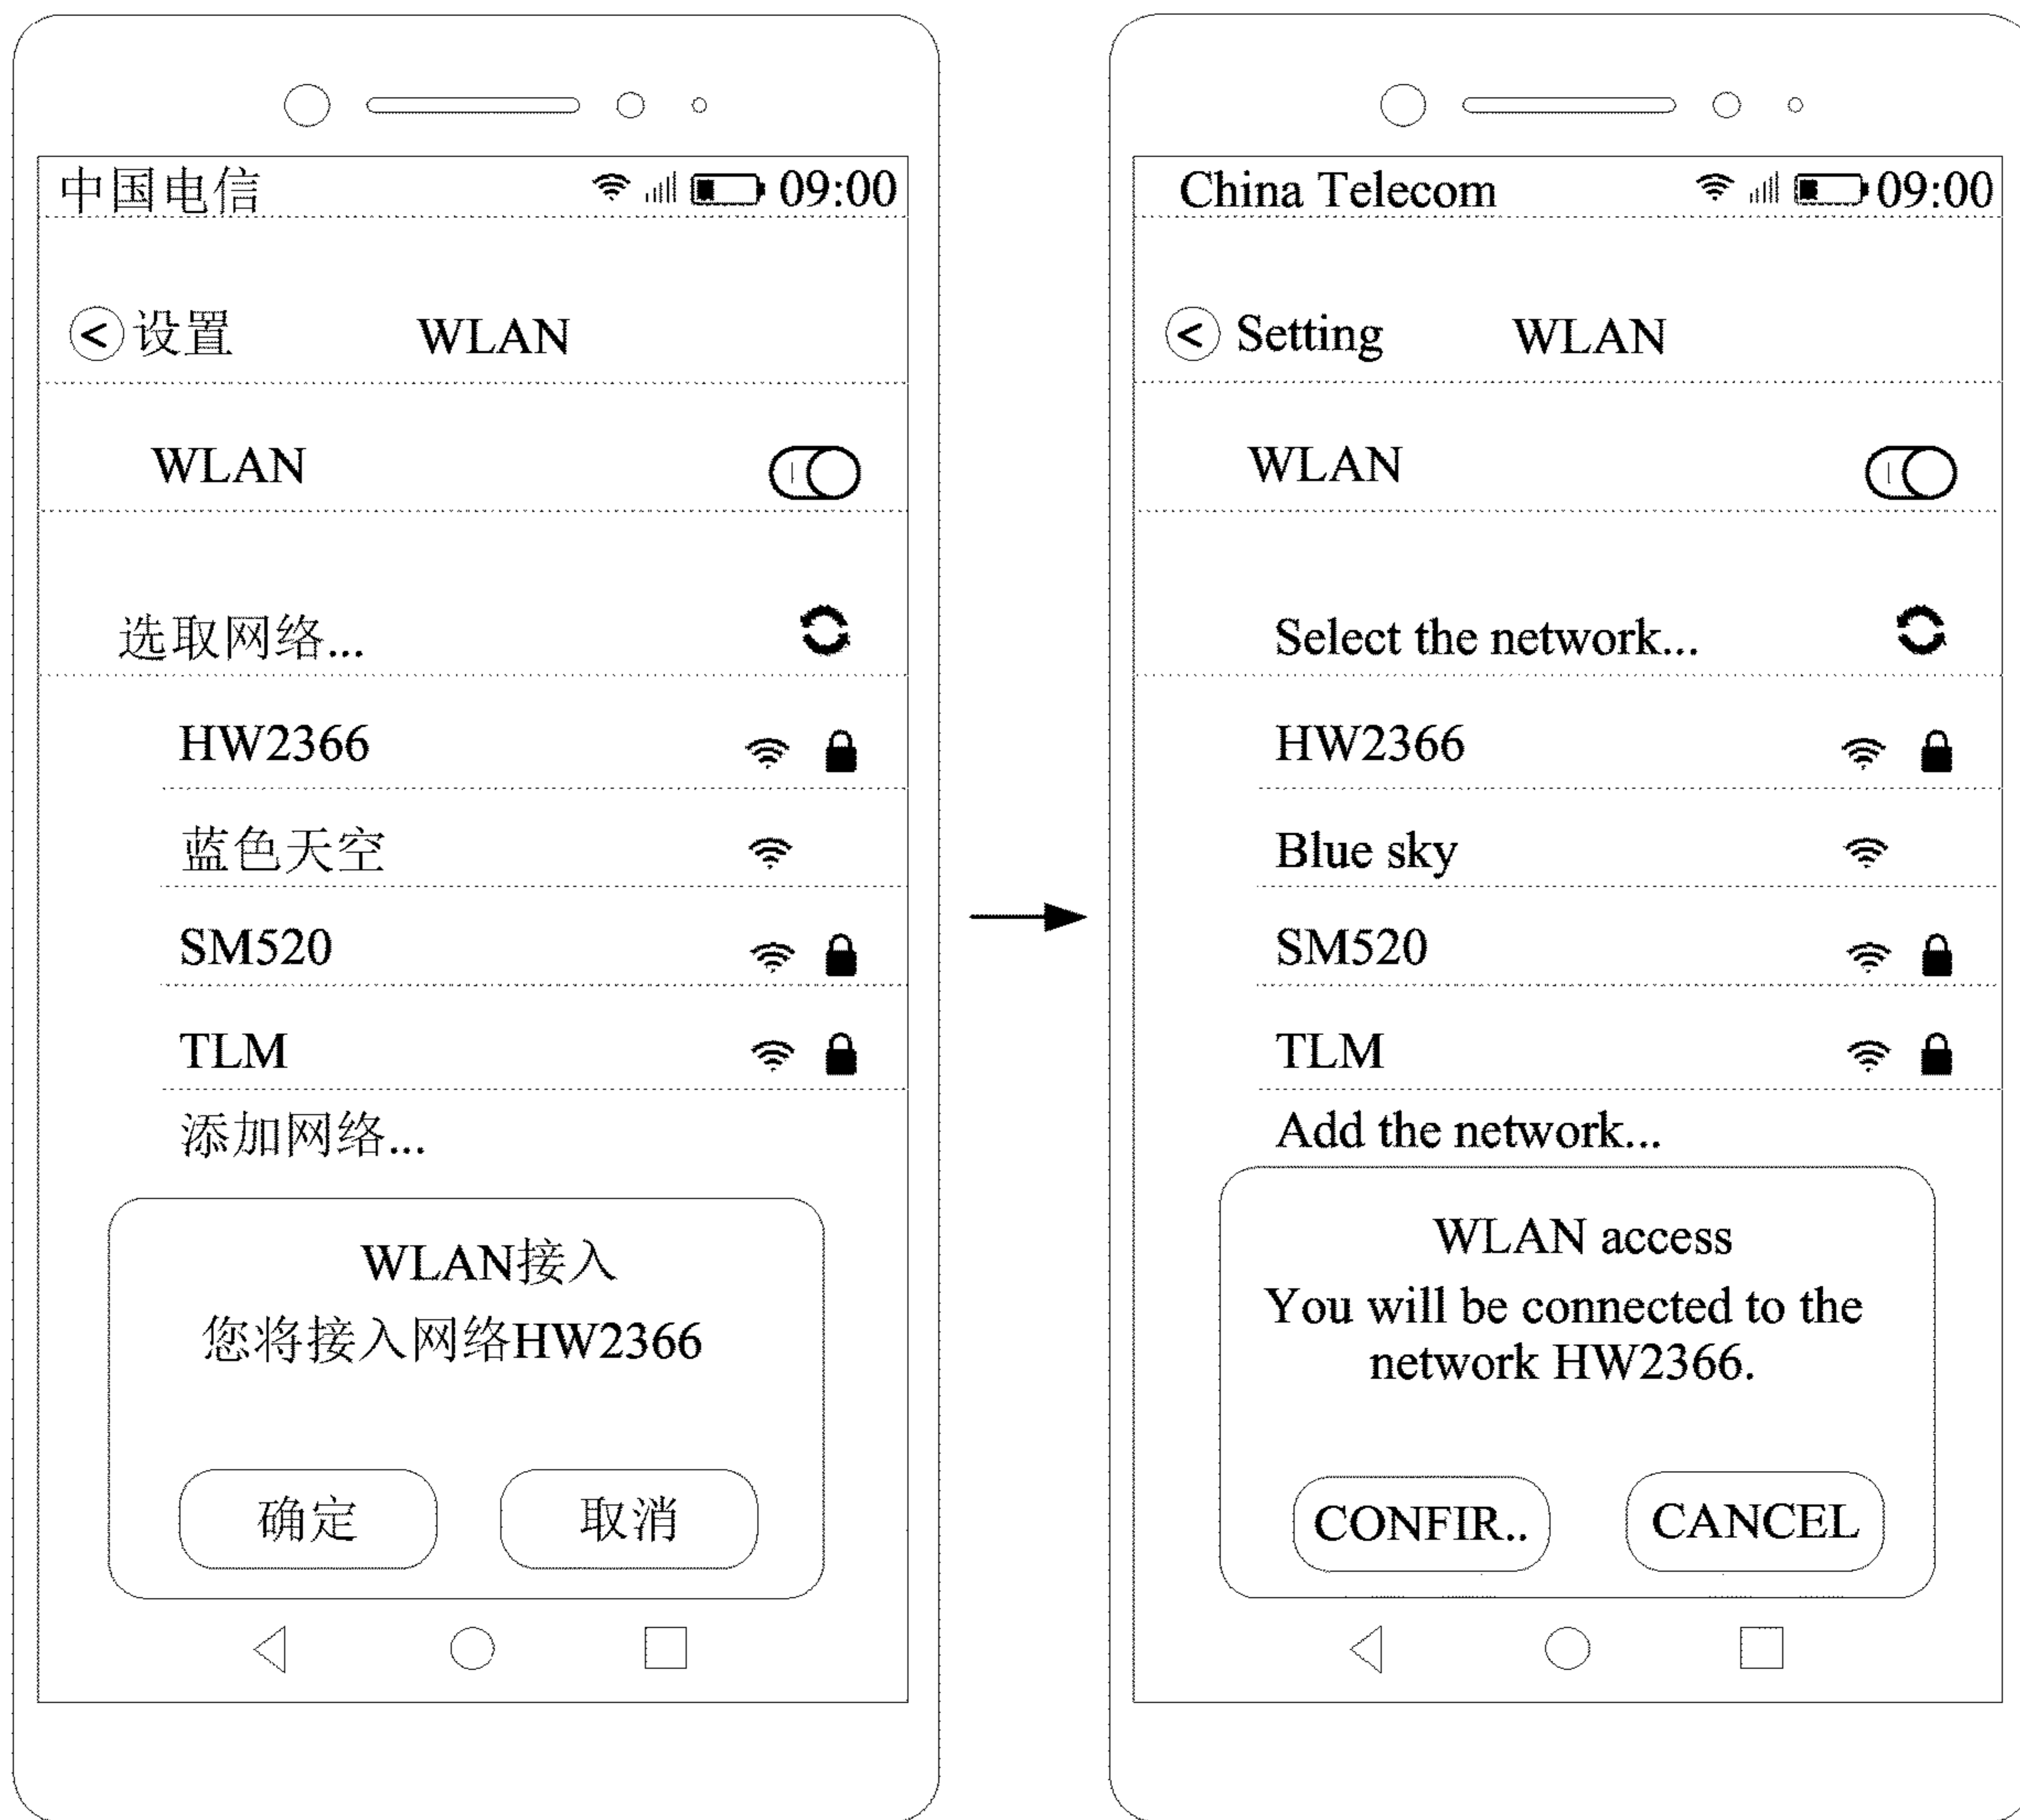 中国电信 09:00
< 设置 WLAN
WLAN
选取网络...
HW2366
蓝色天空
SM520
TLM
添加网络...
WLAN接入
您将接入网络HW2366
确定 取消
China Telecom 09:00
< Setting WLAN
WLAN
Select the network...
HW2366
Blue sky
SM520
TLM
Add the network...
WLAN access
You will be connected to the
network HW2366.
CONFIR.. CANCEL